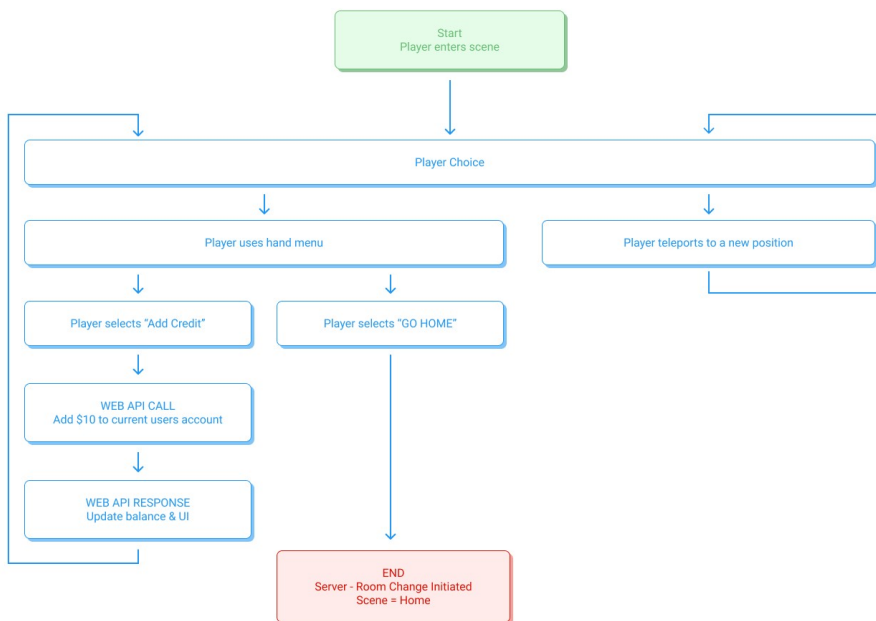 Start
Player enters scene
Player Choice
Player uses hand menu
Player teleports to a new position
Player selects “Add Credit”
Player selects “GO HOME”
WEB API CALL
Add $10 to current users account
WEB API RESPONSE
Update balance & UI
END
Server - Room Change Initiated
Scene = Home